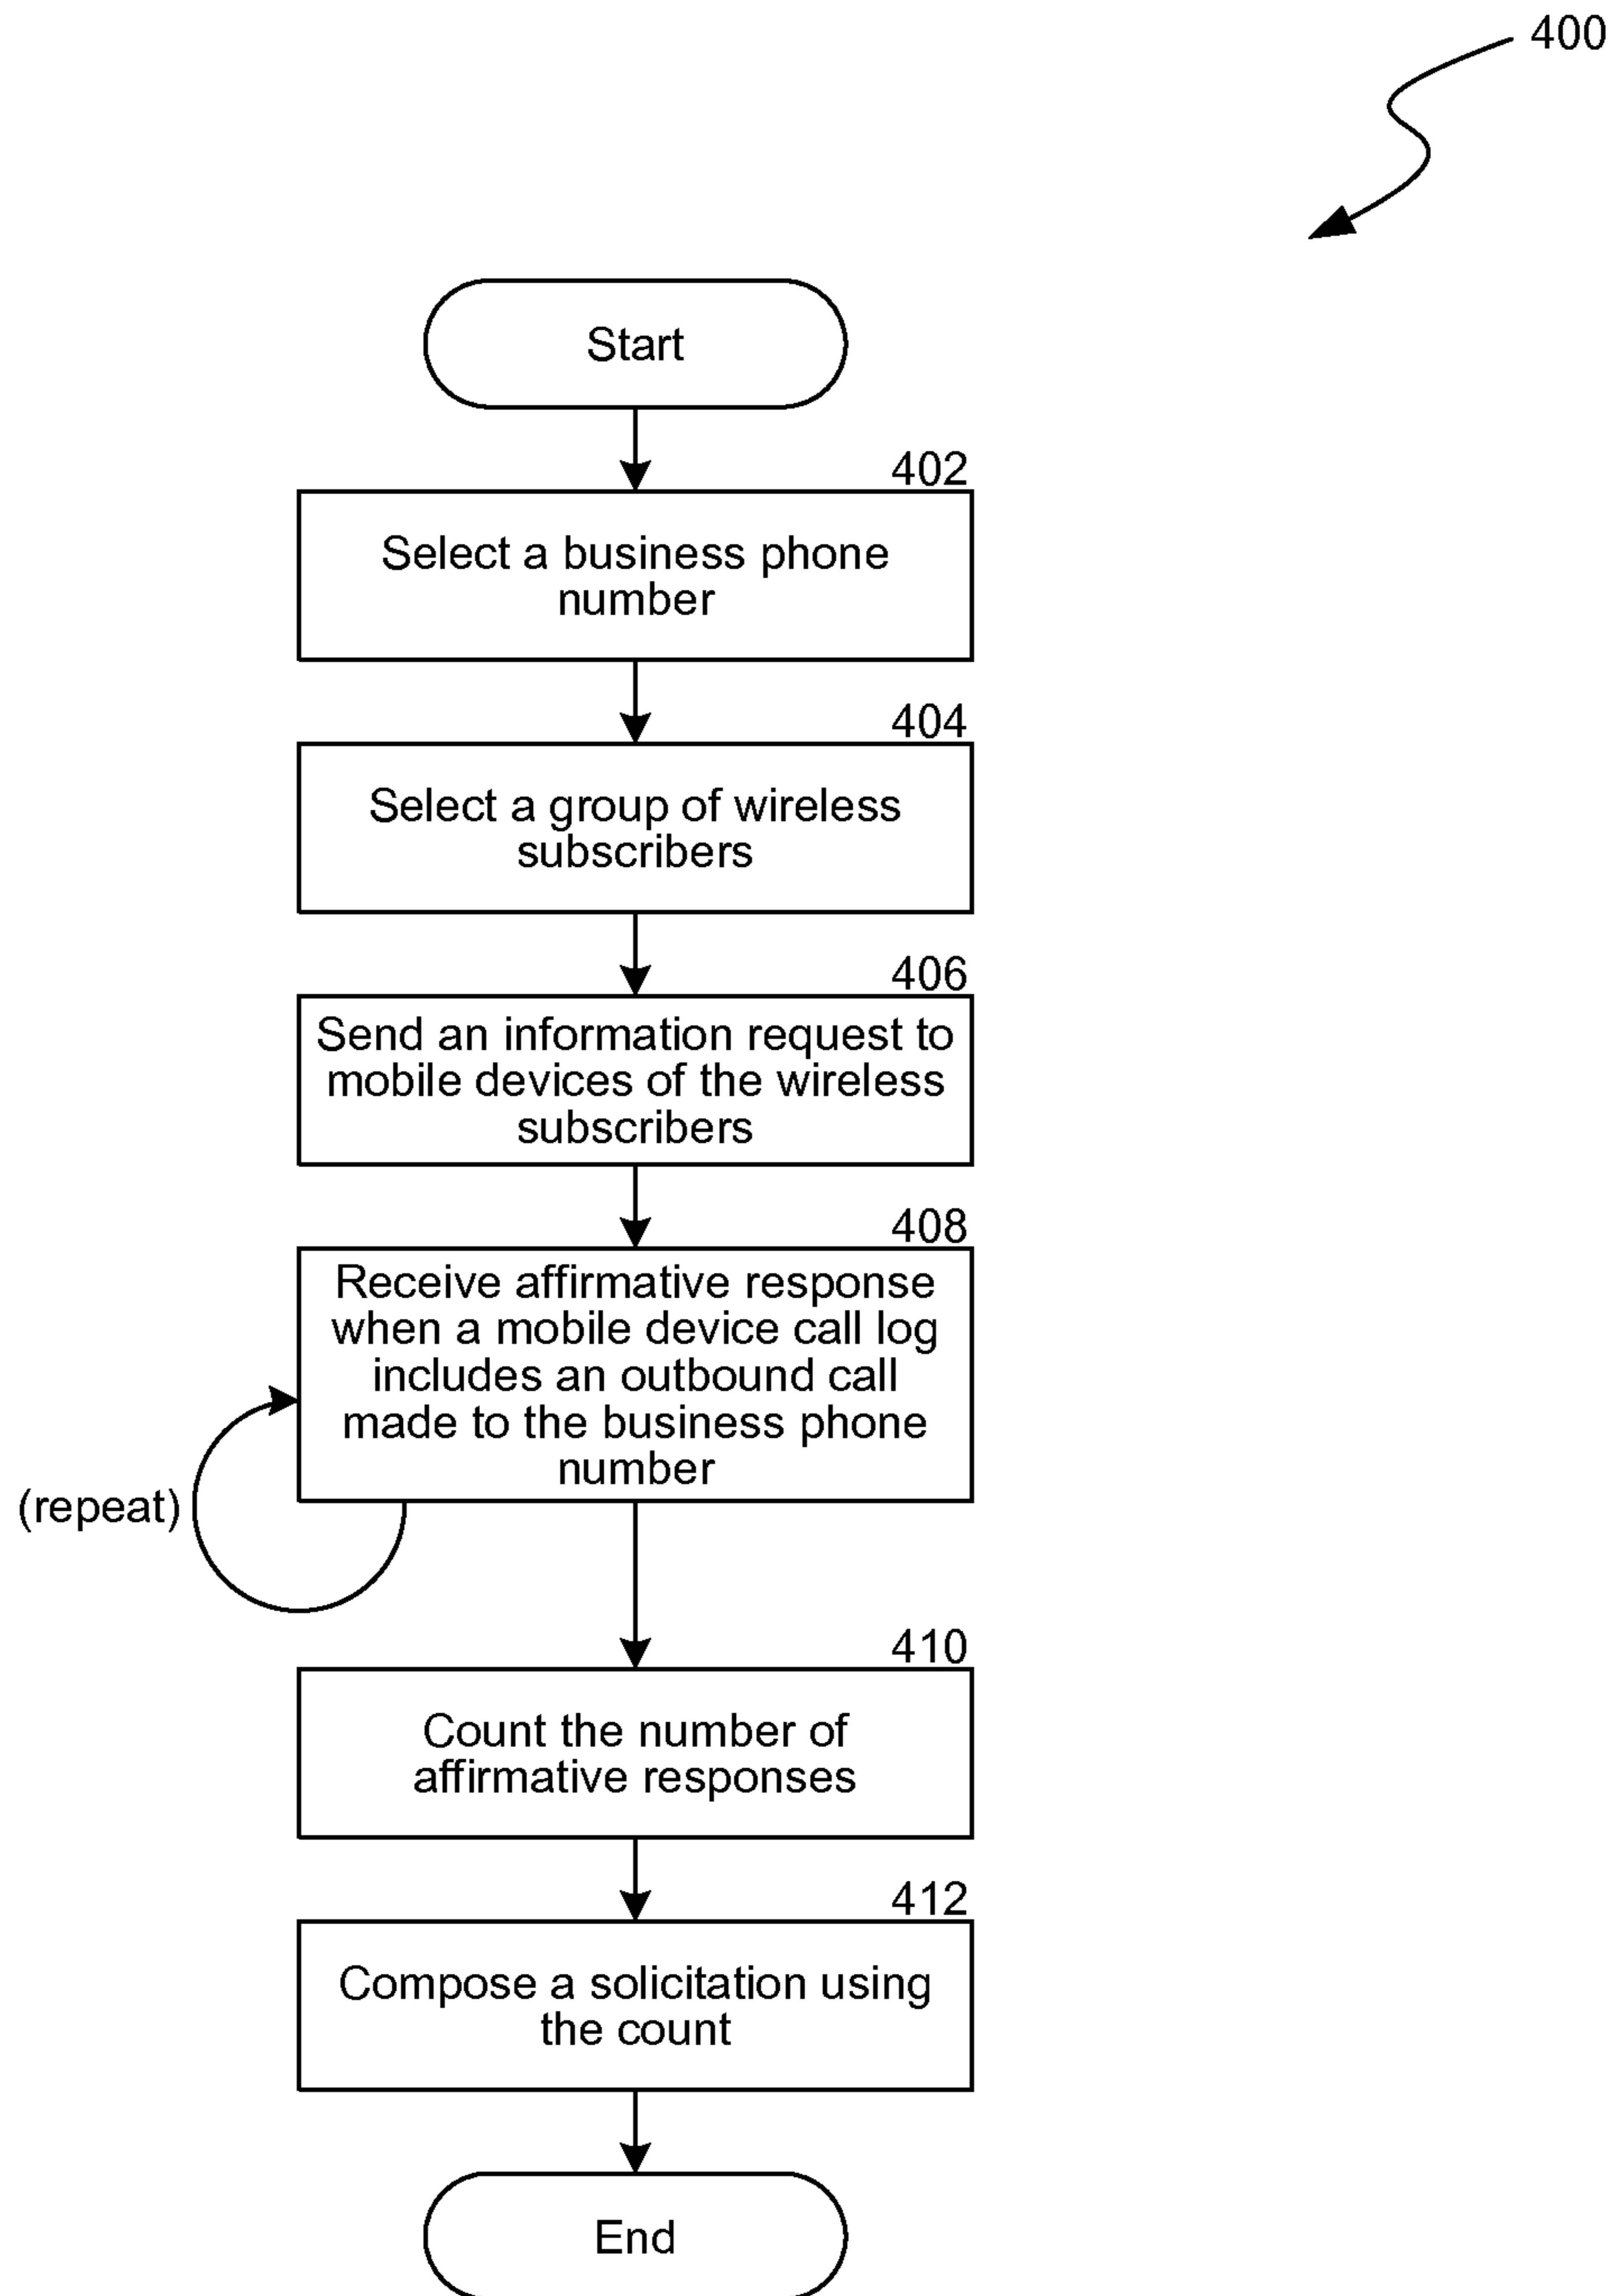 400
Start
402
Select a business phone
number
404
Select a group of wireless
subscribers
406
Send an information request to
mobile devices of the wireless
subscribers
408
Receive affirmative response
when a mobile device call log
includes an outbound call
made to the business phone
number
(repeat)
410
Count the number of
affirmative responses
412
Compose a solicitation using
the count
End